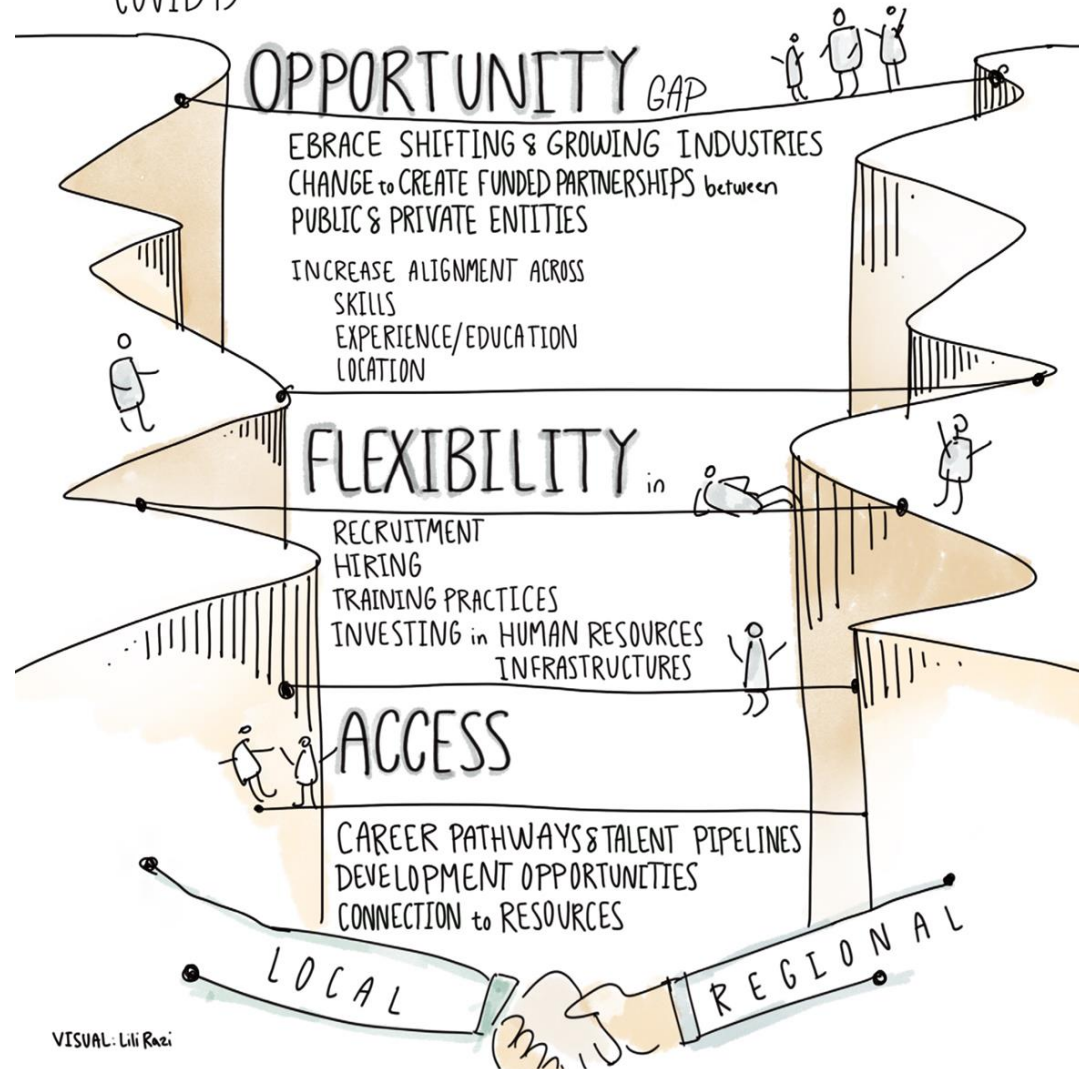 COVID 19
OPPORTUNITY GAP
EBRACE SHIFTING & GROWING INDUSTRIES
CHANGE to CREATE FUNDED PARTNERSHIPS between
PUBLIC & PRIVATE ENTITIES
INCREASE ALIGNMENT ACROSS
SKILLS
EXPERIENCE/EDUCATION
LOCATION
FLEXIBILITY in
RECRUITMENT
HIRING
TRAINING PRACTICES
INVESTING in HUMAN RESOURCES
INFRASTRUCTURES
ACCESS
CAREER PATHWAYS & TALENT PIPELINES
DEVELOPMENT OPPORTUNITIES
CONNECTION to RESOURCES
LOCAL
REGIONAL
VISUAL: Lili Razi